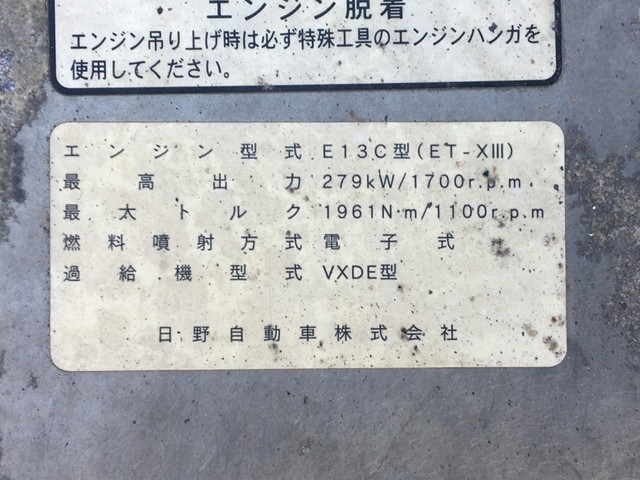 エンジン脱着
エンジン吊り上げ時は必ず特殊工具のエンジンハンガを
使用してください。
エンジン型式 E13C型(ET-XIII)
最高出力 279kW/1700r.p.m
最大トルク 1961N·m/1100r.p.m
燃料噴射方式 電子式
過給機型式 VXDE型
日野自動車株式会社